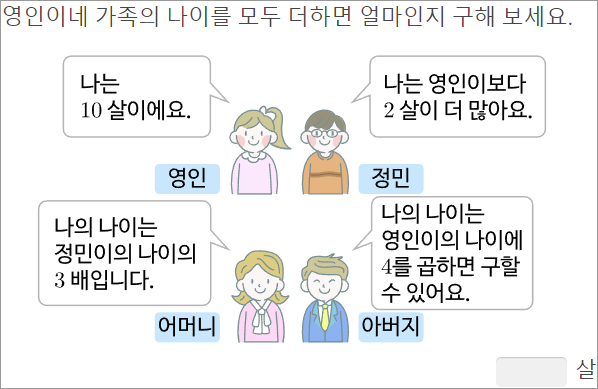 영인이네 가족의 나이를 모두 더하면 얼마인지 구해 보세요.
나는
10 살이에요.
나는 영인이보다
2 살이 더 많아요.
영인
정민
나의 나이는
정민이의 나이의
3 배입니다.
나의 나이는
영인이의 나이에
4를 곱하면 구할
수 있어요.
어머니
아버지
살